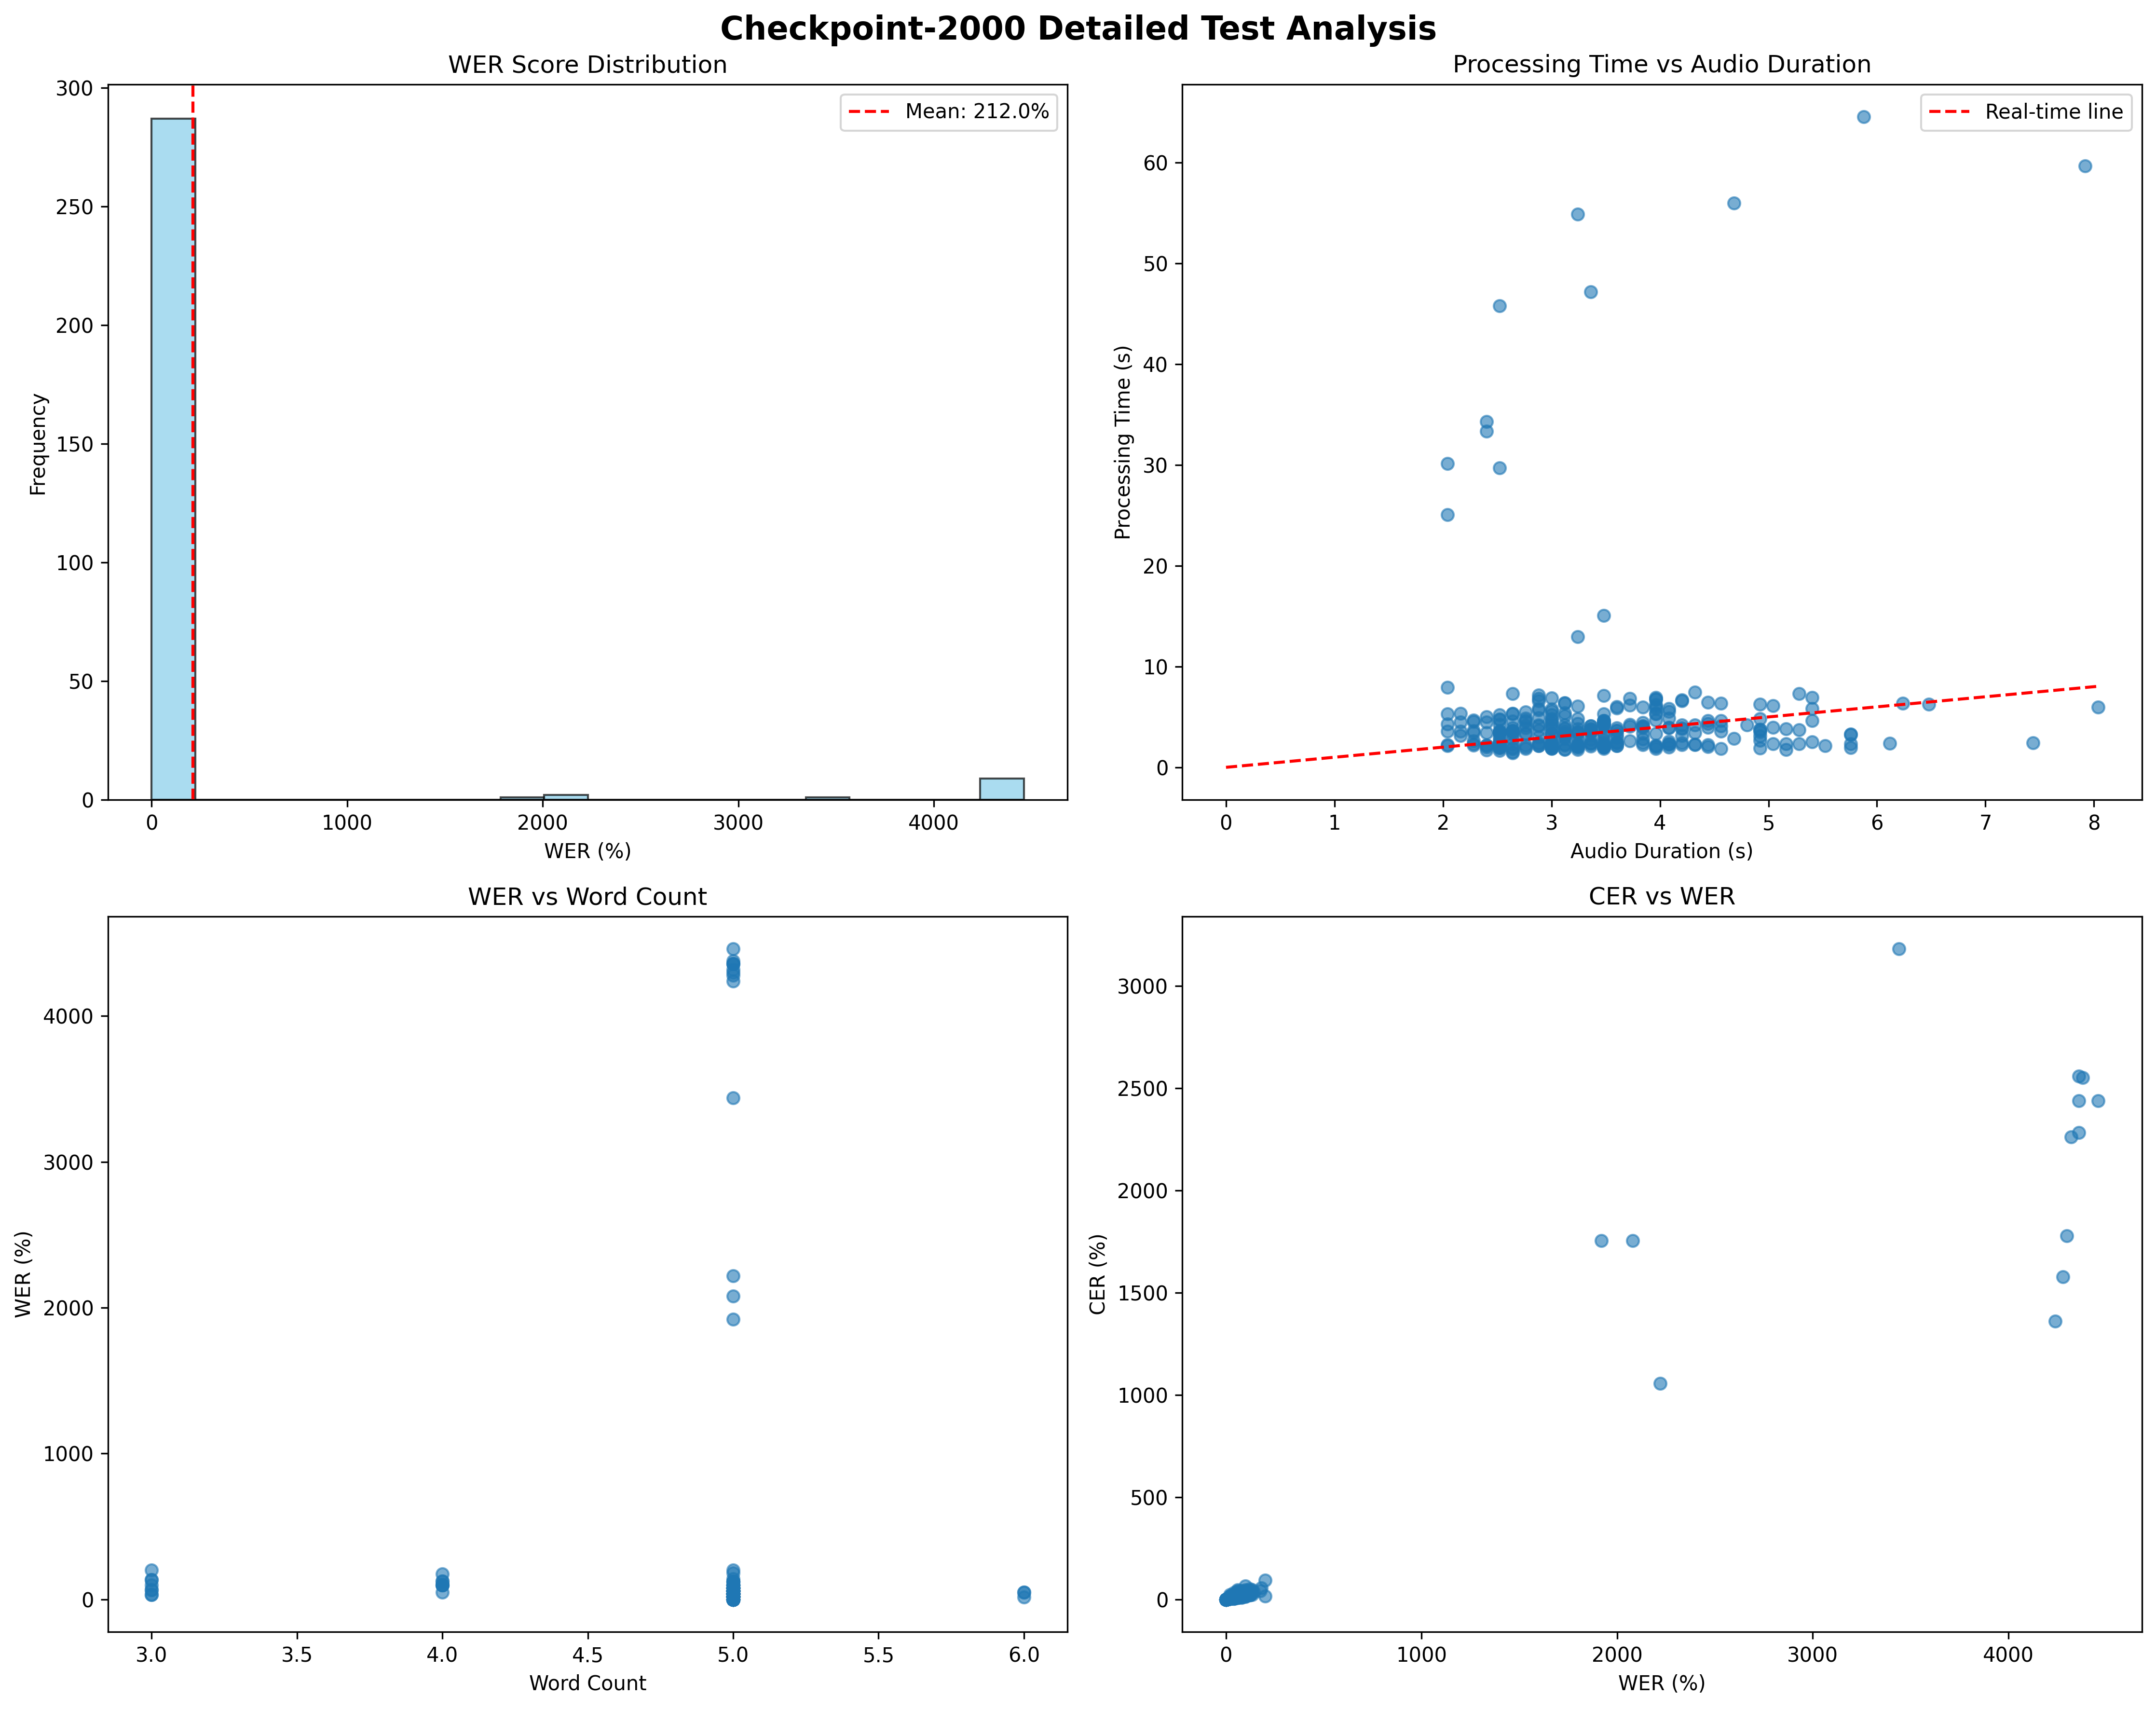 Checkpoint-2000 Detailed Test Analysis
WER Score Distribution
300
250
200
150
100
50
0
Frequency
0 1000 2000 3000 4000
WER (%)
Mean: 212.0%
Processing Time vs Audio Duration
60
50
40
30
20
10
0
Processing Time (s)
0 1 2 3 4 5 6 7 8
Audio Duration (s)
Real-time line
WER vs Word Count
4000
3000
2000
1000
0
WER (%)
3.0 3.5 4.0 4.5 5.0 5.5 6.0
Word Count
CER vs WER
3000
2500
2000
1500
1000
500
0
CER (%)
0 1000 2000 3000 4000
WER (%)